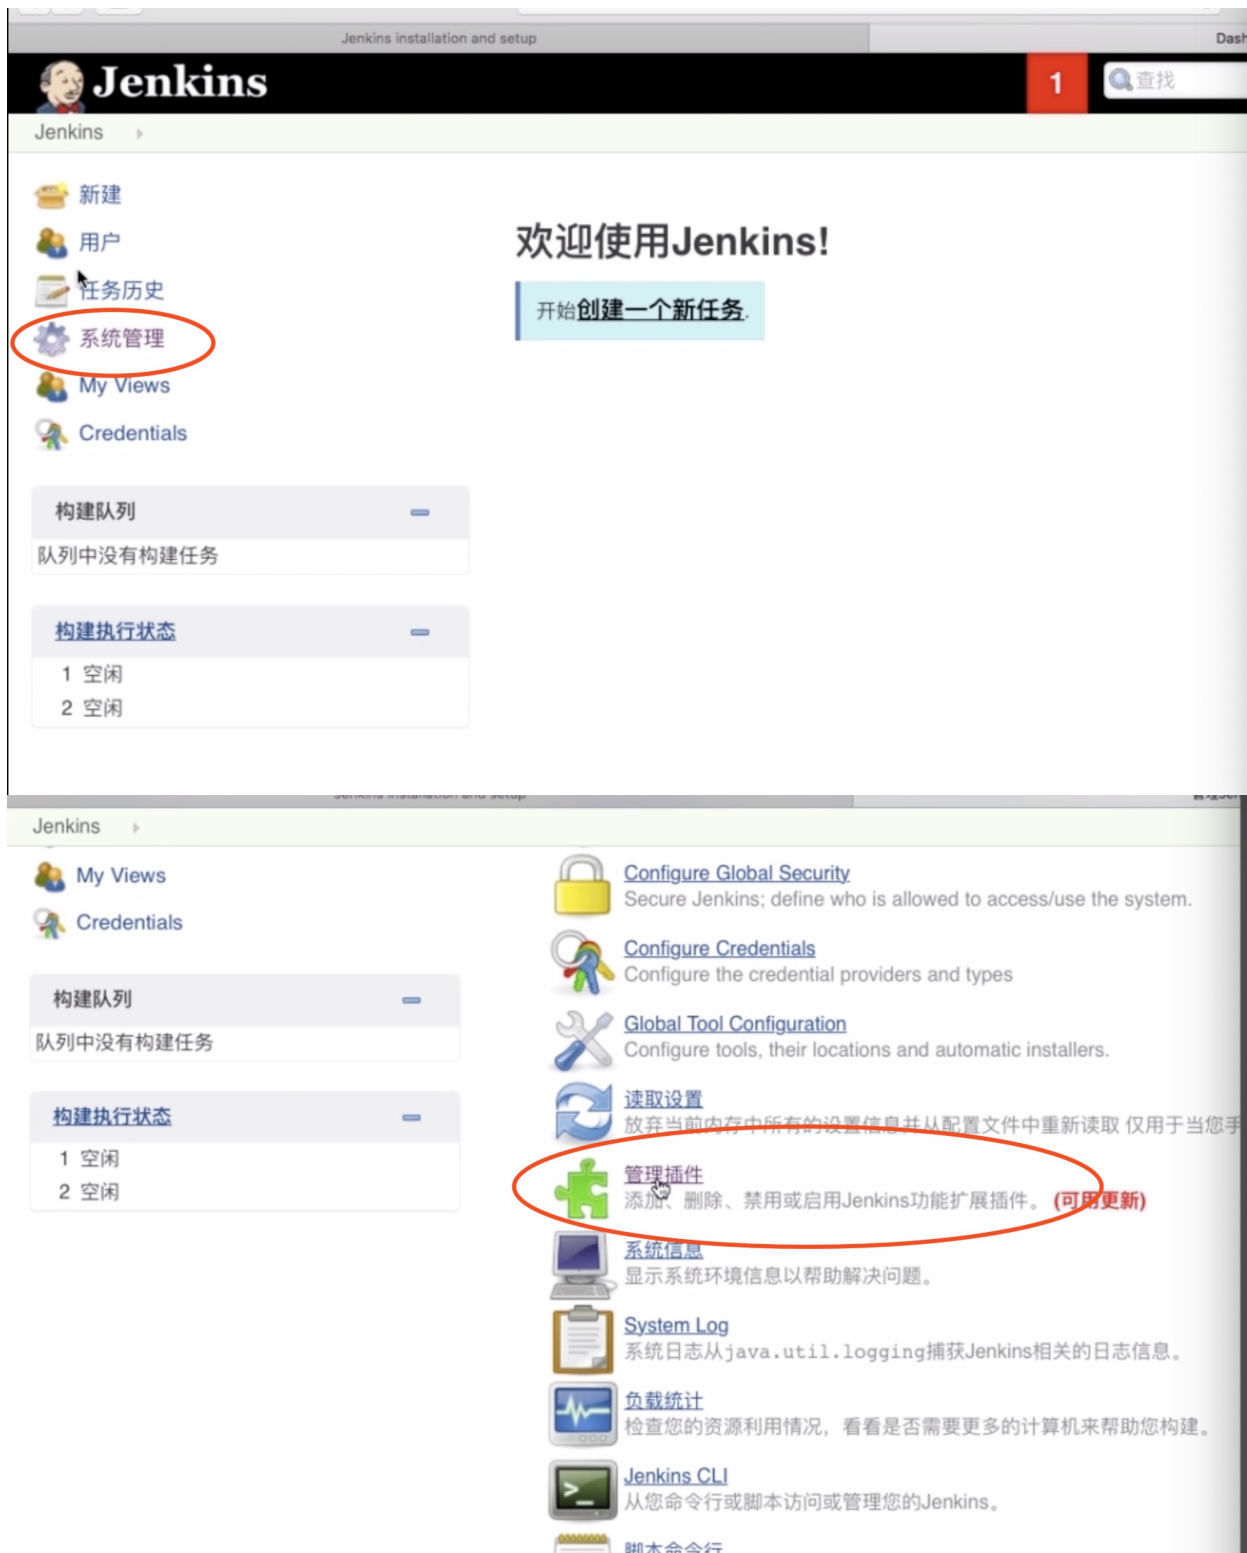 Jenkins installation and setup
Dash
Jenkins
1
查找
Jenkins
新建
用户
任务历史
系统管理
My Views
Credentials
欢迎使用Jenkins!
开始创建一个新任务.
构建队列
队列中没有构建任务
构建执行状态
1 空闲
2 空闲
Jenkins installation and setup
Jenkins
My Views
Credentials
构建队列
队列中没有构建任务
构建执行状态
1 空闲
2 空闲
Configure Global Security
Secure Jenkins; define who is allowed to access/use the system.
Configure Credentials
Configure the credential providers and types
Global Tool Configuration
Configure tools, their locations and automatic installers.
读取设置
放弃当前内存中所有的设置信息并从配置文件中重新读取 仅用于当您手
管理插件
添加、删除、禁用或启用Jenkins功能扩展插件。 (可用更新)
系统信息
显示系统环境信息以帮助解决问题。
System Log
系统日志从java.util.logging捕获Jenkins相关的日志信息。
负载统计
检查您的资源利用情况，看看是否需要更多的计算机来帮助您构建。
Jenkins CLI
从您命令行或脚本访问或管理您的Jenkins。
脚本命令行